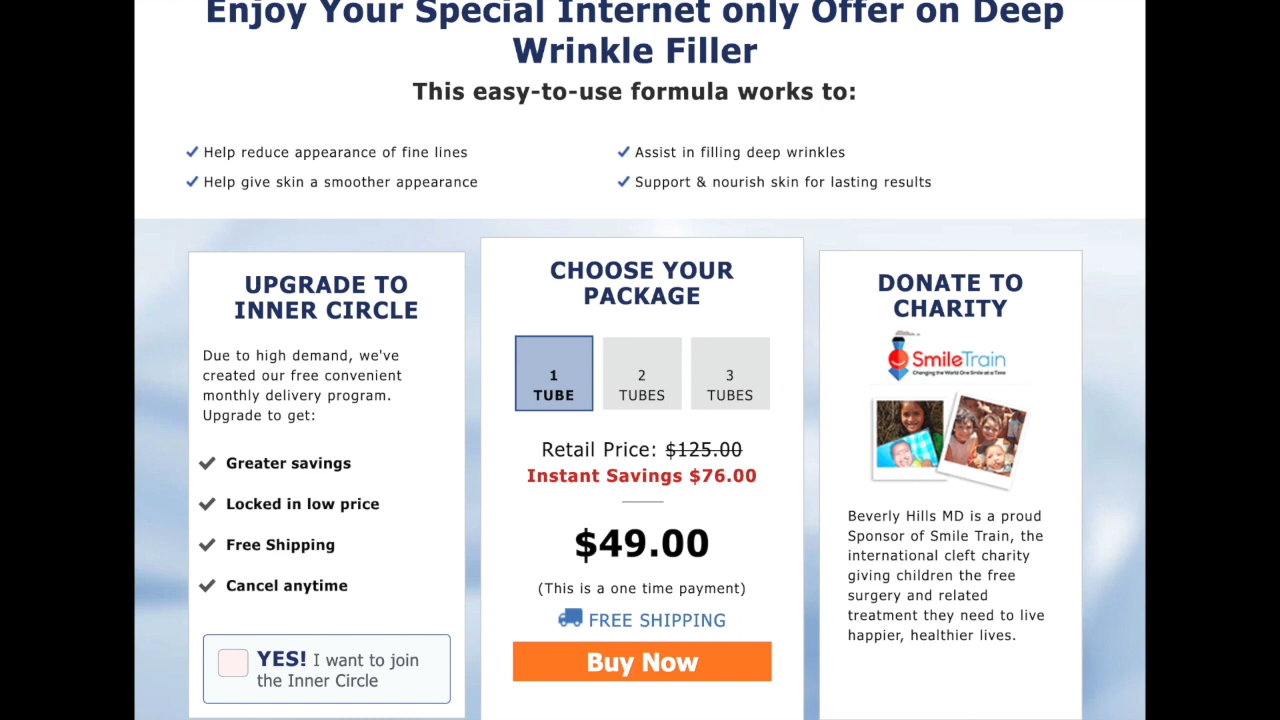 Enjoy Your Special Internet only Offer on Deep
Wrinkle Filler
This easy-to-use formula works to:
Help reduce appearance of fine lines
Assist in filling deep wrinkles
Help give skin a smoother appearance
Support & nourish skin for lasting results
UPGRADE TO
INNER CIRCLE
Due to high demand, we've
created our free convenient
monthly delivery program.
Upgrade to get:
Greater savings
Locked in low price
Free Shipping
Cancel anytime
YES! I want to join
the Inner Circle
CHOOSE YOUR
PACKAGE
1
TUBE
2
TUBES
3
TUBES
Retail Price: $125.00
Instant Savings $76.00
$49.00
(This is a one time payment)
FREE SHIPPING
Buy Now
DONATE TO
CHARITY
SmileTrain
Changing the World One Smile at a Time
Beverly Hills MD is a proud
Sponsor of Smile Train, the
international cleft charity
giving children the free
surgery and related
treatment they need to live
happier, healthier lives.